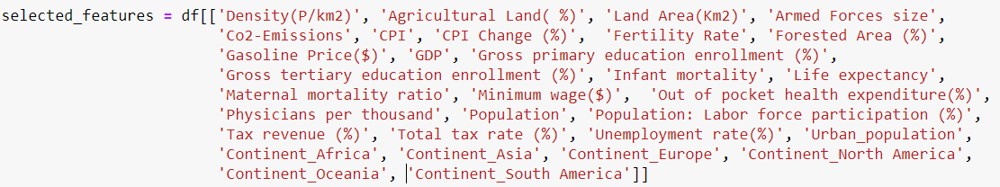 selected_features = df[['Density(P/km2)', 'Agricultural Land( %)', 'Land Area(Km2)', 'Armed Forces size',
'Co2-Emissions', 'CPI', 'CPI Change (%)',  'Fertility Rate', 'Forested Area (%)',
'Gasoline Price($)', 'GDP', 'Gross primary education enrollment (%)',
'Gross tertiary education enrollment (%)', 'Infant mortality', 'Life expectancy',
'Maternal mortality ratio', 'Minimum wage($)',  'Out of pocket health expenditure(%)',
'Physicians per thousand', 'Population', 'Population: Labor force participation (%)',
'Tax revenue (%)', 'Total tax rate (%)', 'Unemployment rate(%)', 'Urban_population',
'Continent_Africa', 'Continent_Asia', 'Continent_Europe', 'Continent_North America',
'Continent_Oceania', 'Continent_South America']]